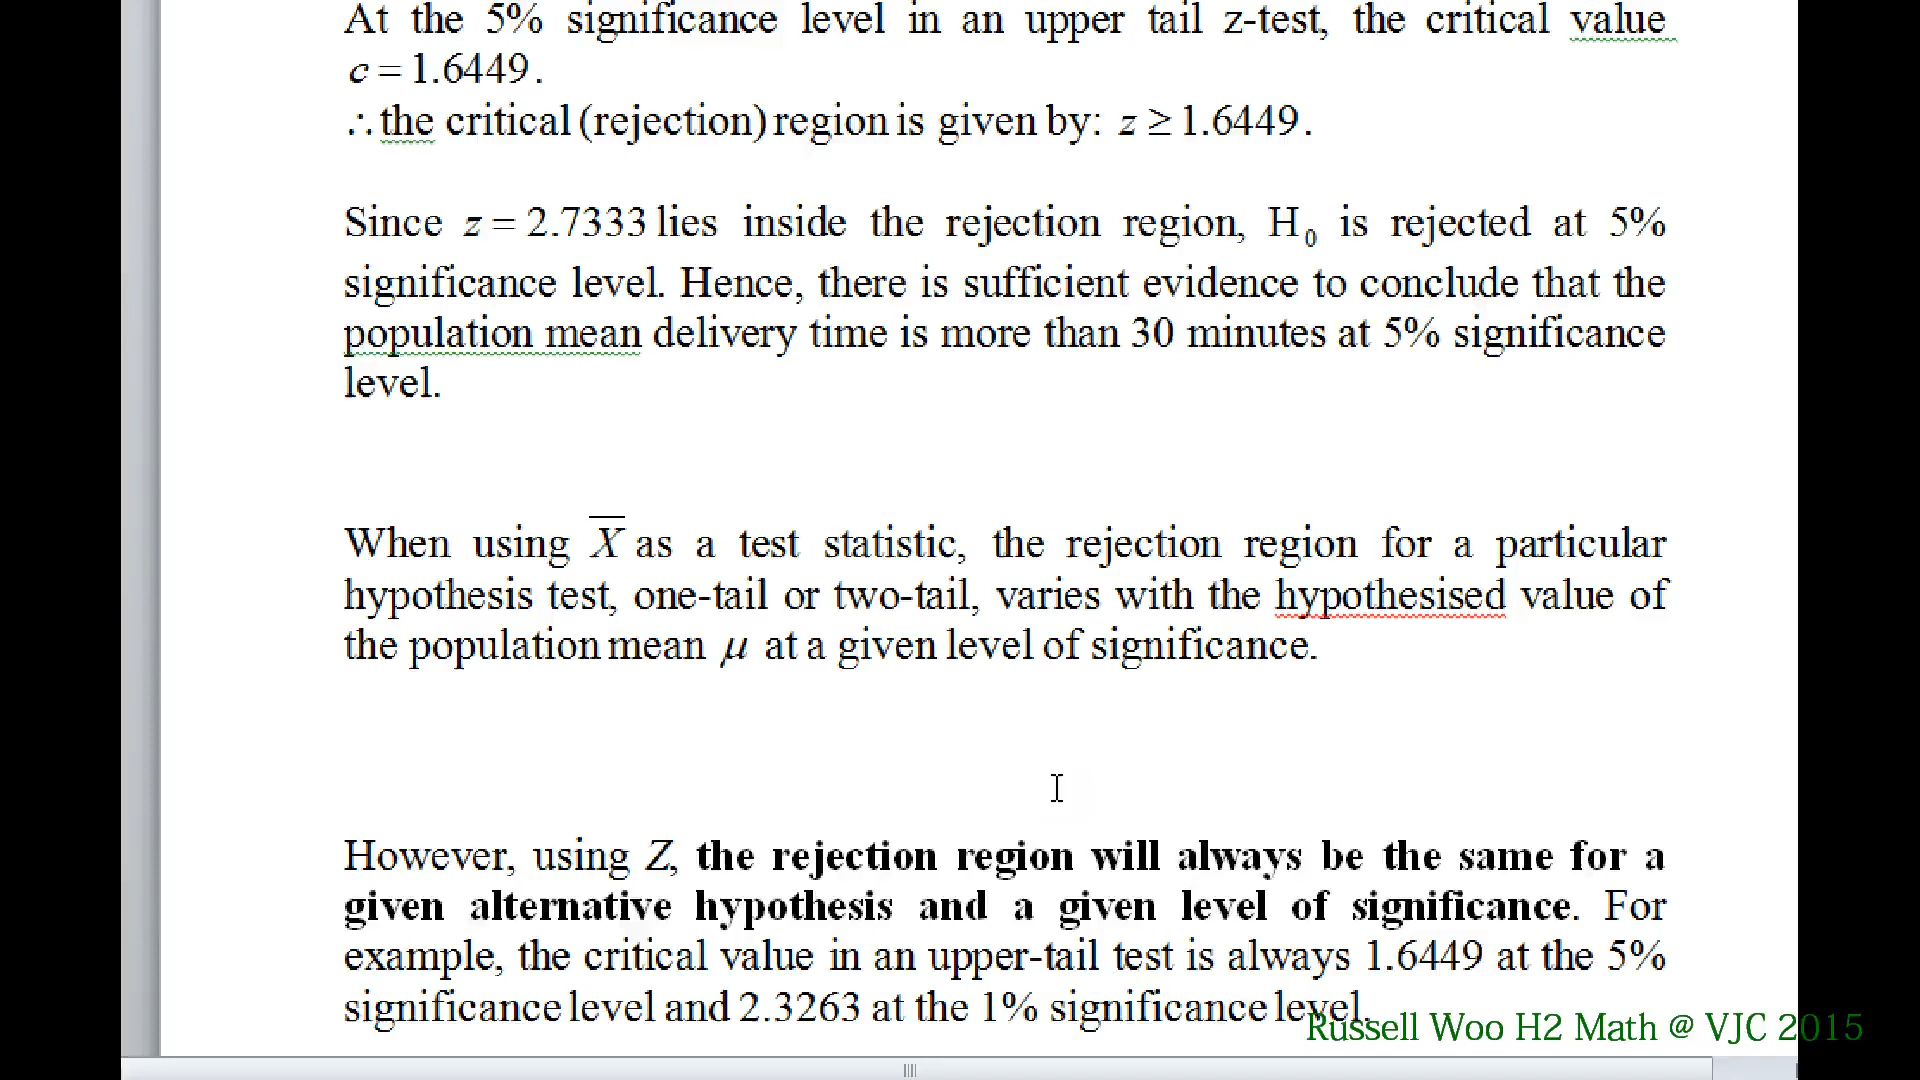 At the 5% significance level in an upper tail z-test, the critical value
c = 1.6449.
∴ the critical (rejection) region is given by: z ≥ 1.6449.
Since z = 2.7333 lies inside the rejection region, H₀ is rejected at 5%
significance level. Hence, there is sufficient evidence to conclude that the
population mean delivery time is more than 30 minutes at 5% significance
level.
When using X̅ as a test statistic, the rejection region for a particular
hypothesis test, one-tail or two-tail, varies with the hypothesised value of
the population mean μ at a given level of significance.
However, using Z, the rejection region will always be the same for a
given alternative hypothesis and a given level of significance. For
example, the critical value in an upper-tail test is always 1.6449 at the 5%
significance level and 2.3263 at the 1% significance level.
Russell Woo H2 Math @ VJC 2015